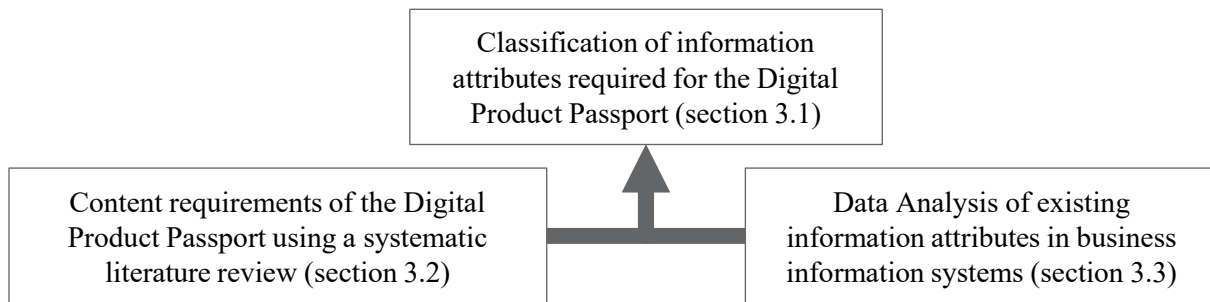 Classification of information
attributes required for the Digital
Product Passport (section 3.1)
Content requirements of the Digital
Product Passport using a systematic
literature review (section 3.2)
Data Analysis of existing
information attributes in business
information systems (section 3.3)